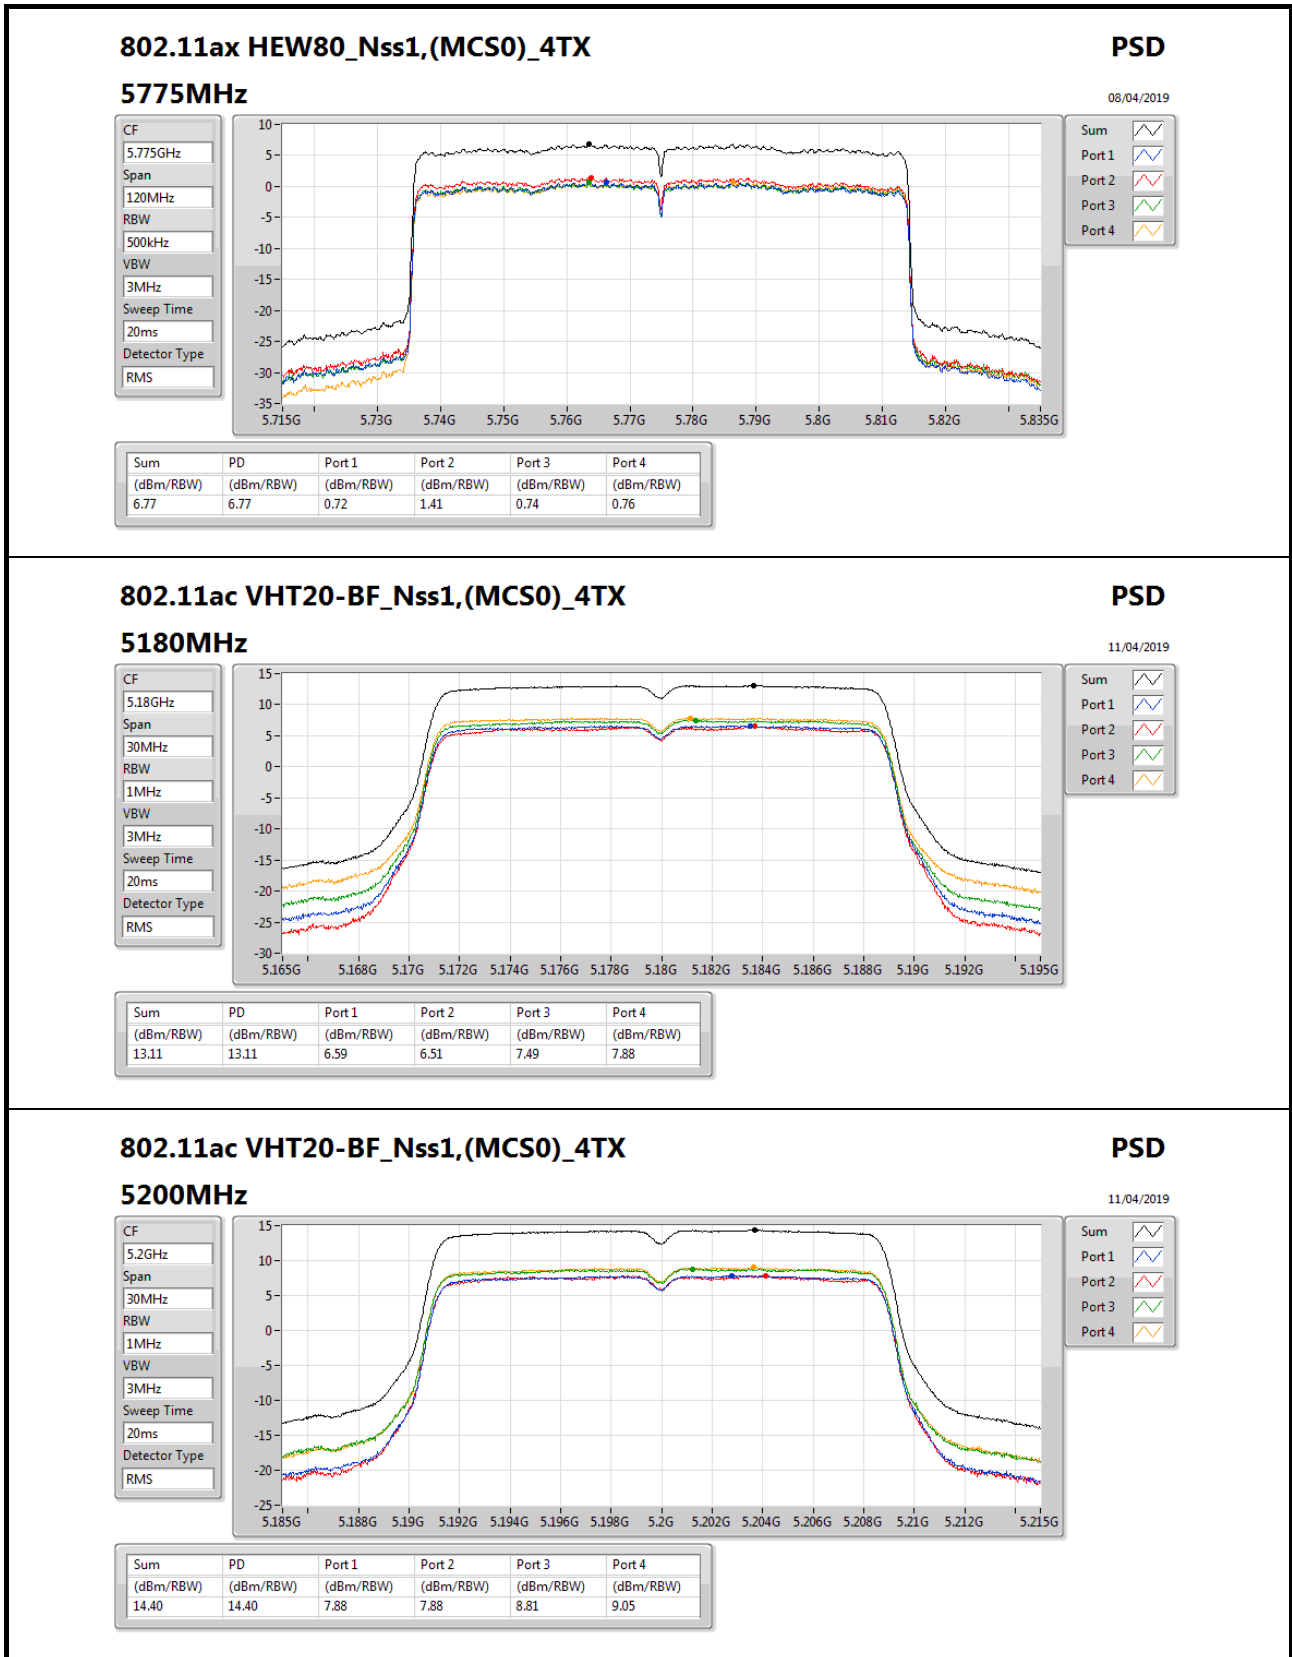 802.11ax HEW80_Nss1,(MCS0)_4TX PSD
5775MHz 08/04/2019
CF
5.775GHz
Span
120MHz
RBW
500kHz
VBW
3MHz
Sweep Time
20ms
Detector Type
RMS
10
5
0
-5
-10
-15
-20
-25
-30
-35
5.715G 5.73G 5.74G 5.75G 5.76G 5.77G 5.78G 5.79G 5.8G 5.81G 5.82G 5.835G
Sum
Port 1
Port 2
Port 3
Port 4
Sum PD Port 1 Port 2 Port 3 Port 4
(dBm/RBW) (dBm/RBW) (dBm/RBW) (dBm/RBW) (dBm/RBW) (dBm/RBW)
6.77 6.77 0.72 1.41 0.74 0.76
802.11ac VHT20-BF_Nss1,(MCS0)_4TX PSD
5180MHz 11/04/2019
CF
5.18GHz
Span
30MHz
RBW
1MHz
VBW
3MHz
Sweep Time
20ms
Detector Type
RMS
15
10
5
0
-5
-10
-15
-20
-25
-30
5.165G 5.168G 5.17G 5.172G 5.174G 5.176G 5.178G 5.18G 5.182G 5.184G 5.186G 5.188G 5.19G 5.192G 5.195G
Sum
Port 1
Port 2
Port 3
Port 4
Sum PD Port 1 Port 2 Port 3 Port 4
(dBm/RBW) (dBm/RBW) (dBm/RBW) (dBm/RBW) (dBm/RBW) (dBm/RBW)
13.11 13.11 6.59 6.51 7.49 7.88
802.11ac VHT20-BF_Nss1,(MCS0)_4TX PSD
5200MHz 11/04/2019
CF
5.2GHz
Span
30MHz
RBW
1MHz
VBW
3MHz
Sweep Time
20ms
Detector Type
RMS
15
10
5
0
-5
-10
-15
-20
-25
5.185G 5.188G 5.19G 5.192G 5.194G 5.196G 5.198G 5.2G 5.202G 5.204G 5.206G 5.208G 5.21G 5.212G 5.215G
Sum
Port 1
Port 2
Port 3
Port 4
Sum PD Port 1 Port 2 Port 3 Port 4
(dBm/RBW) (dBm/RBW) (dBm/RBW) (dBm/RBW) (dBm/RBW) (dBm/RBW)
14.40 14.40 7.88 7.88 8.81 9.05